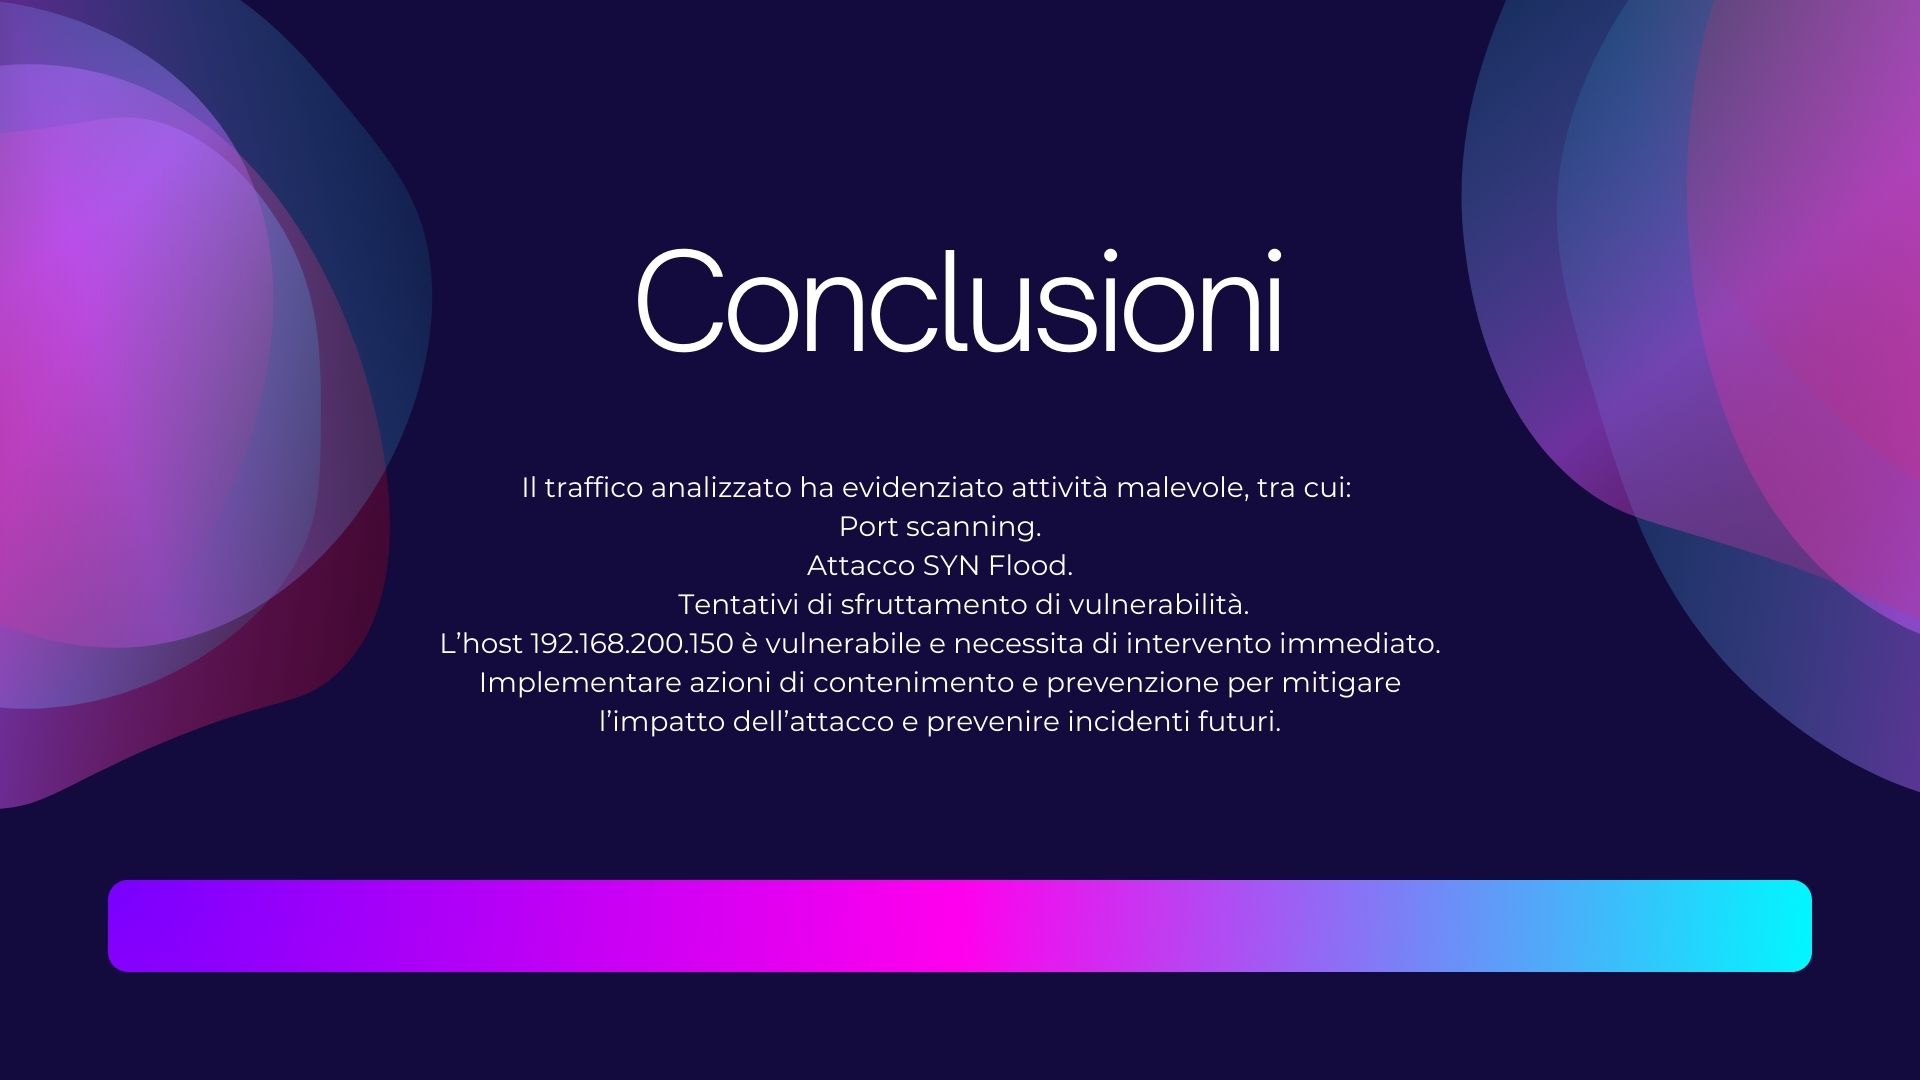 Conclusioni
Il traffico analizzato ha evidenziato attività malevole, tra cui:
Port scanning.
Attacco SYN Flood.
Tentativi di sfruttamento di vulnerabilità.
L’host 192.168.200.150 è vulnerabile e necessita di intervento immediato.
Implementare azioni di contenimento e prevenzione per mitigare
l’impatto dell’attacco e prevenire incidenti futuri.